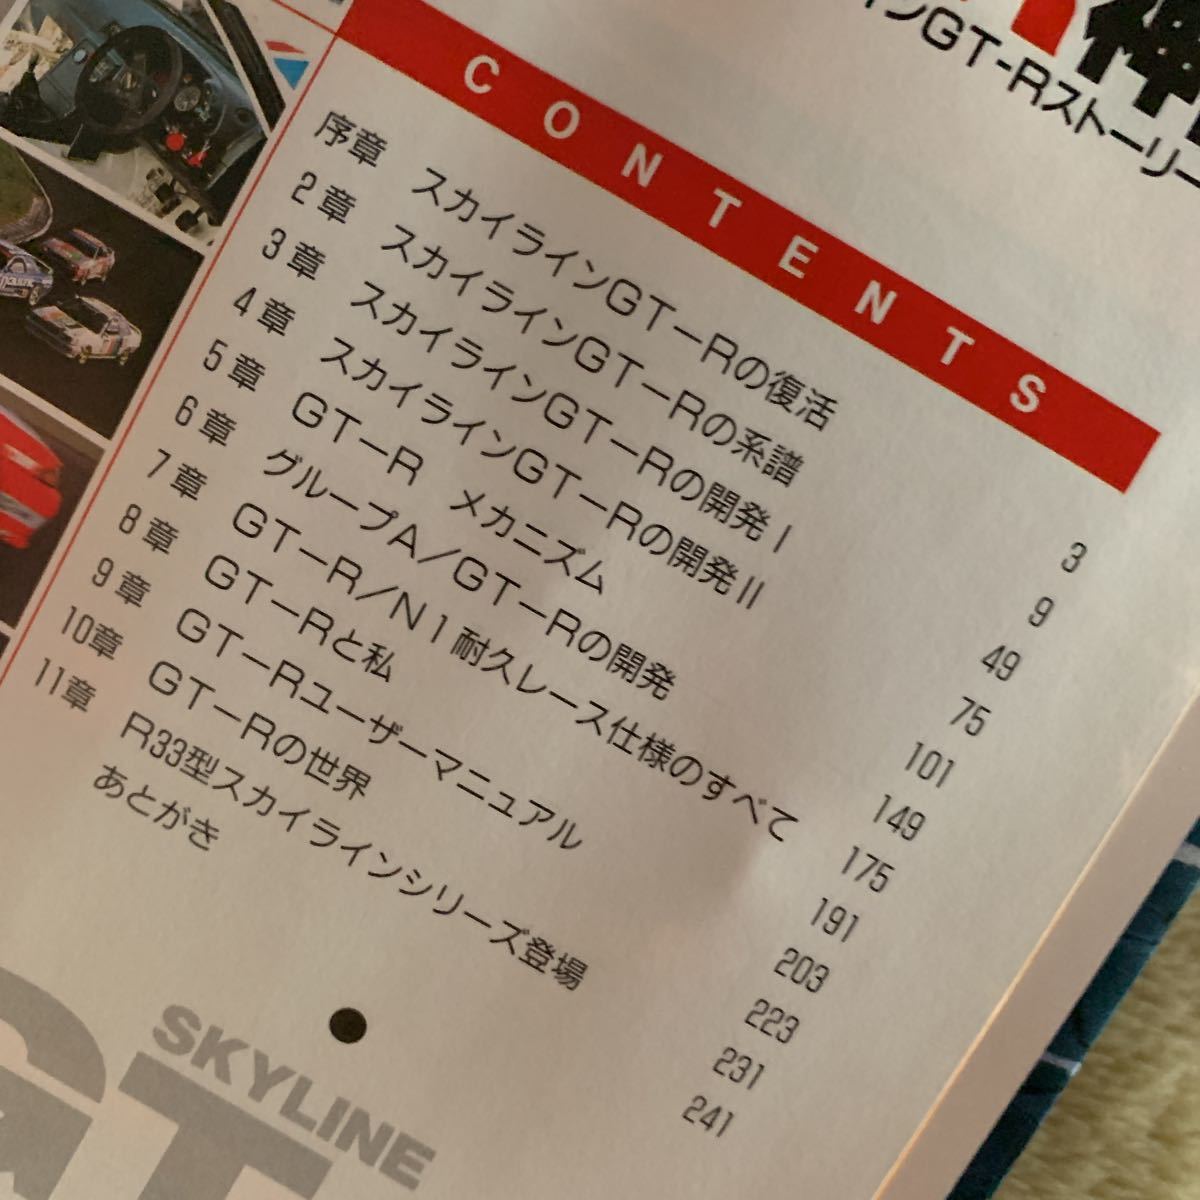 インGT-Rストーリー
CONTENTS
序章 スカイラインGT－Rの復活 3
2章 スカイラインGT－Rの系譜 9
3章 スカイラインGT－Rの開発Ⅰ 49
4章 スカイラインGT－Rの開発Ⅱ 75
5章 GT－R メカニズム 101
6章 グループA／GT－Rの開発 149
7章 GT－R／N1耐久レース仕様のすべて 175
8章 GT－Rと私 191
9章 GT－Rユーザーマニュアル 203
10章 GT－Rの世界 223
11章 R33型スカイラインシリーズ登場 231
あとがき 241
SKYLINE
GT